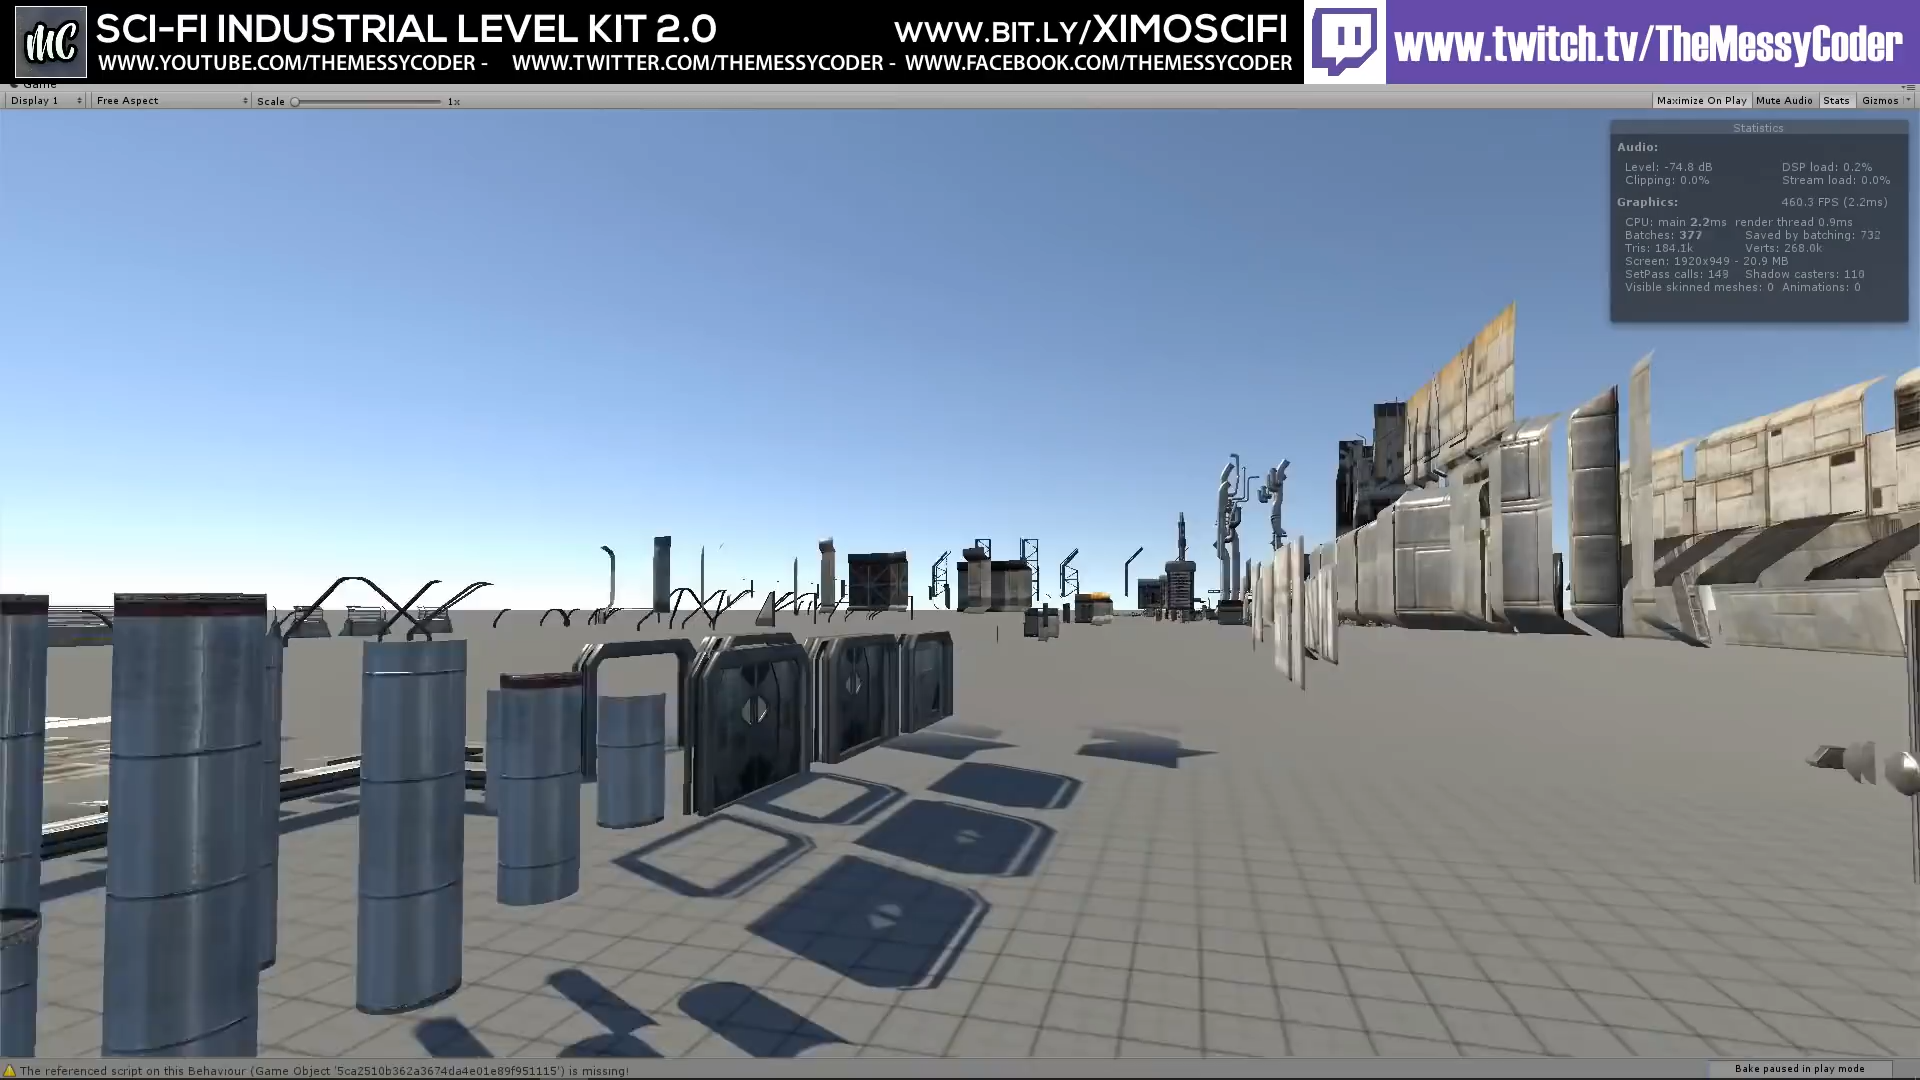 MC
SCI-FI INDUSTRIAL LEVEL KIT 2.0
WWW.BIT.LY/XIMOSCIFI
WWW.YOUTUBE.COM/THEMESSYCODER - WWW.TWITTER.COM/THEMESSYCODER - WWW.FACEBOOK.COM/THEMESSYCODER
www.twitch.tv/TheMessyCoder
Game
Display 1 Free Aspect Scale 1x Maximize On Play Mute Audio Stats Gizmos
Statistics
Audio:
Level: -74.8 dB DSP load: 0.2%
Clipping: 0.0% Stream load: 0.0%
Graphics: 460.3 FPS (2.2ms)
CPU: main 2.2ms render thread 0.9ms
Batches: 377 Saved by batching: 732
Tris: 184.1k Verts: 268.0k
Screen: 1920x949 - 20.9 MB
SetPass calls: 149 Shadow casters: 110
Visible skinned meshes: 0 Animations: 0
The referenced script on this Behaviour (Game Object '5ca2510b362a3674da4e01e89f951115') is missing!
Bake paused in play mode